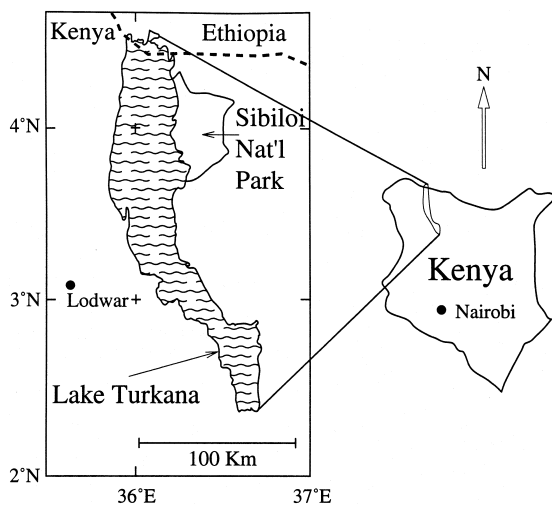 Kenya
Ethiopia
N
4°N
Sibiloi
Nat'l
Park
Kenya
3°N
Lodwar
Nairobi
Lake Turkana
100 Km
2°N
36°E
37°E